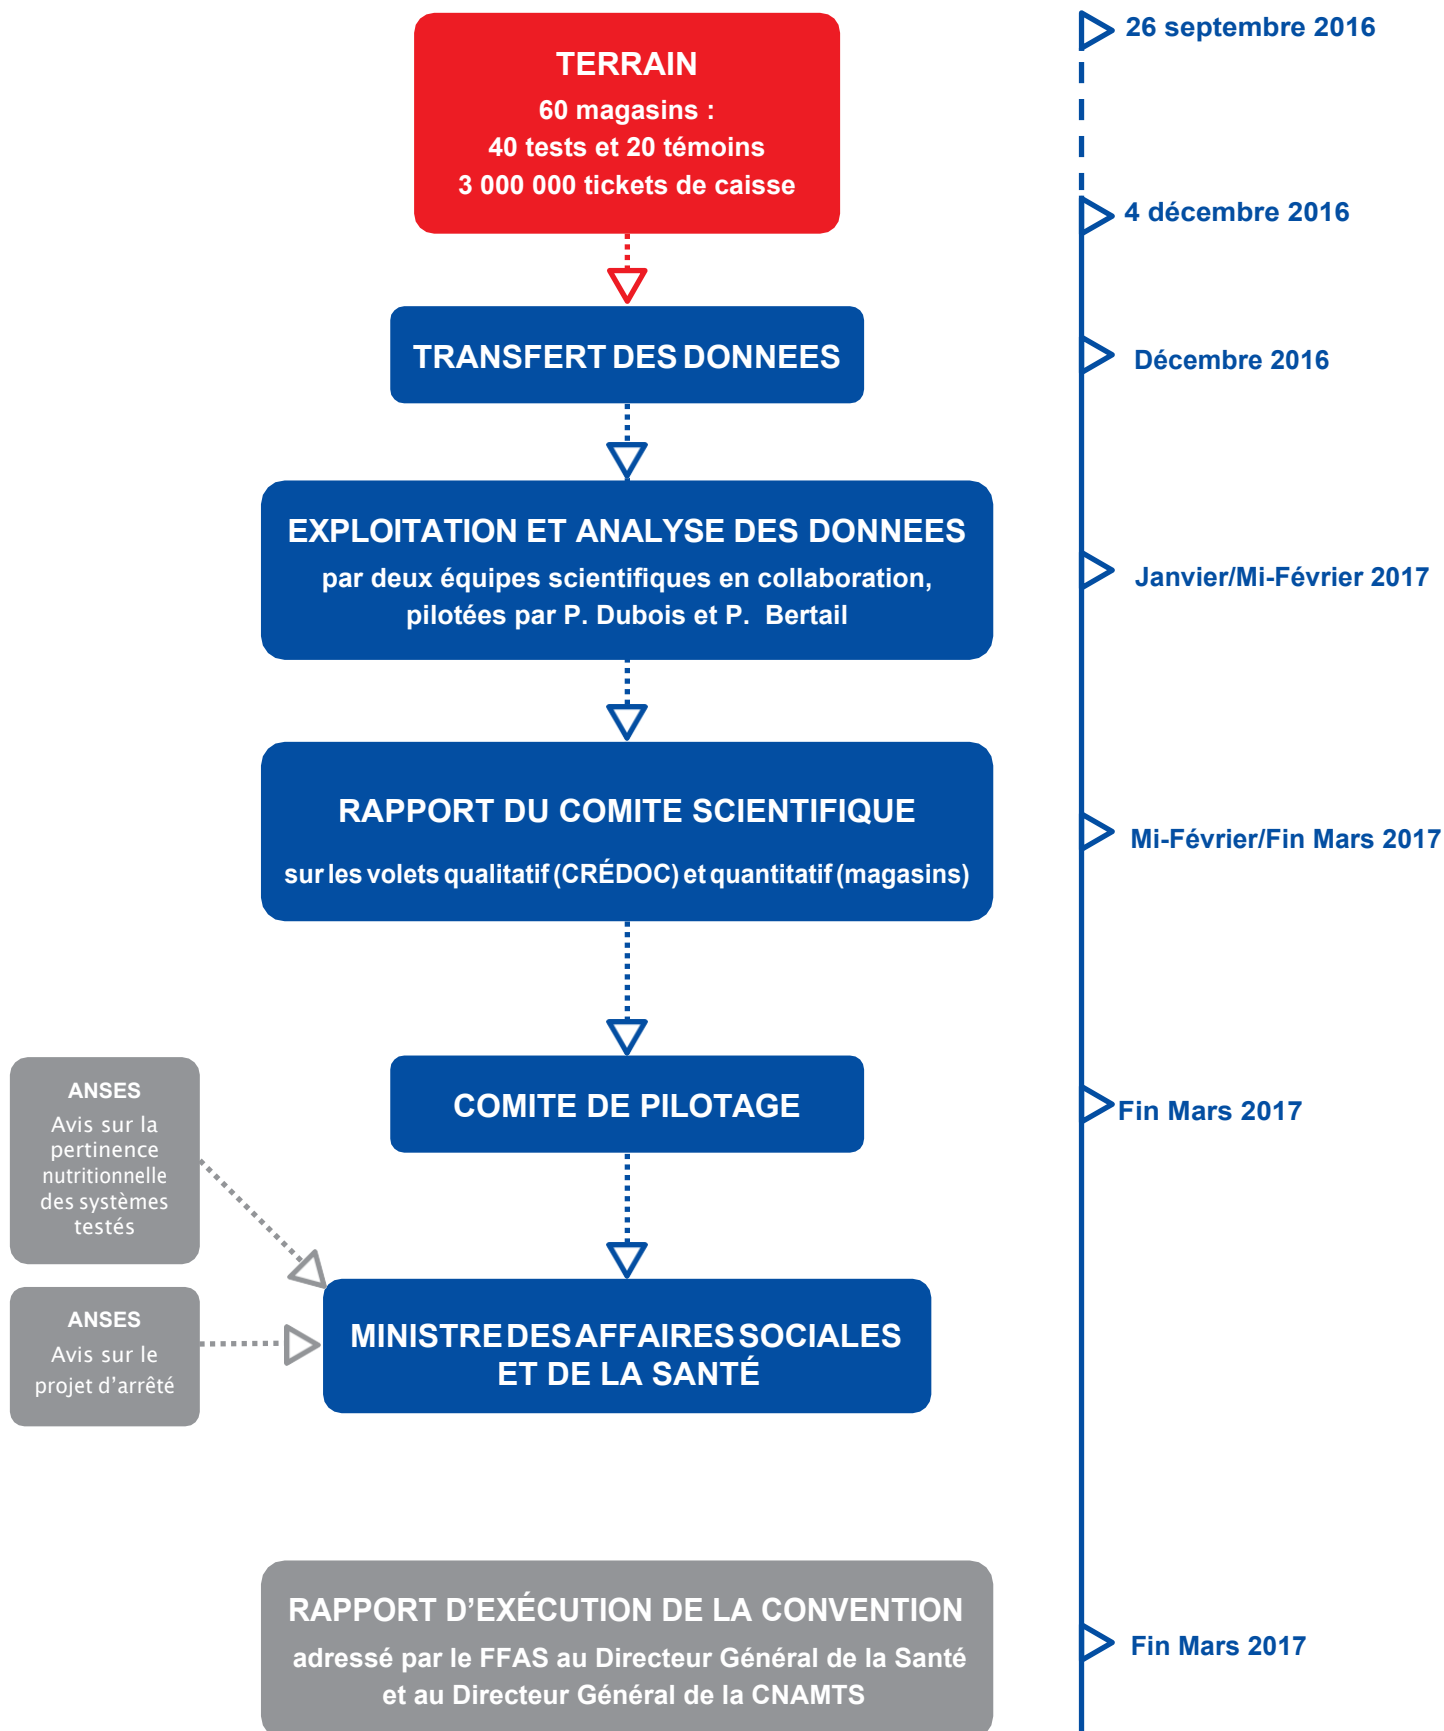 TERRAIN
60 magasins :
40 tests et 20 témoins
3 000 000 tickets de caisse
26 septembre 2016
4 décembre 2016
TRANSFERT DES DONNEES
Décembre 2016
EXPLOITATION ET ANALYSE DES DONNEES
par deux équipes scientifiques en collaboration,
pilotées par P. Dubois et P. Bertail
Janvier/Mi-Février 2017
RAPPORT DU COMITE SCIENTIFIQUE
sur les volets qualitatif (CRÉDOC) et quantitatif (magasins)
Mi-Février/Fin Mars 2017
COMITE DE PILOTAGE
Fin Mars 2017
ANSES
Avis sur la
pertinence
nutritionnelle
des systèmes
testés
ANSES
Avis sur le
projet d'arrêté
MINISTRE DES AFFAIRES SOCIALES
ET DE LA SANTÉ
RAPPORT D'EXÉCUTION DE LA CONVENTION
adressé par le FFAS au Directeur Général de la Santé
et au Directeur Général de la CNAMTS
Fin Mars 2017